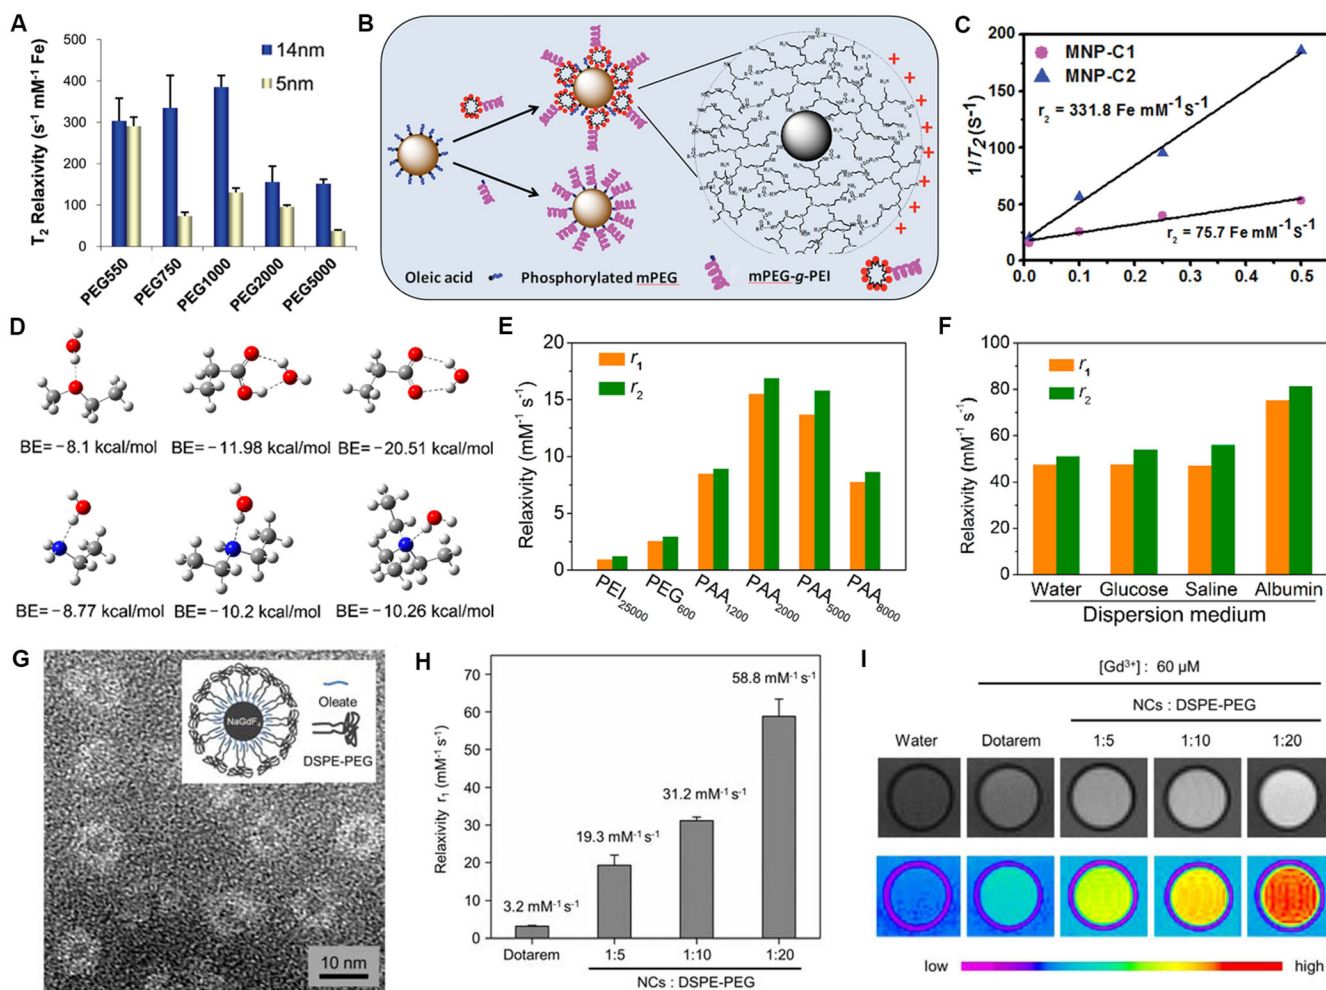 A
T₂ Relaxivity (s⁻¹ mM⁻¹ Fe)
500
400
300
200
100
0
14nm
5nm
PEG550
PEG750
PEG1000
PEG2000
PEG5000
B
Oleic acid
Phosphorylated mPEG
mPEG-g-PEI
C
1/T₂ (S⁻¹)
200
150
100
50
0
MNP-C1
MNP-C2
r₂ = 331.8 Fe mM⁻¹S⁻¹
r₂ = 75.7 Fe mM⁻¹S⁻¹
0.0 0.1 0.2 0.3 0.4 0.5
D
BE= −8.1 kcal/mol
BE= −11.98 kcal/mol
BE= −20.51 kcal/mol
BE= −8.77 kcal/mol
BE= −10.2 kcal/mol
BE= −10.26 kcal/mol
E
Relaxivity (mM⁻¹ s⁻¹)
20
15
10
5
0
r₁
r₂
PEI₂₅₀₀₀
PEG₆₀₀
PAA₁₂₀₀
PAA₂₀₀₀
PAA₅₀₀₀
PAA₈₀₀₀
F
Relaxivity (mM⁻¹ s⁻¹)
100
80
60
40
20
0
r₁
r₂
Water Glucose Saline Albumin
Dispersion medium
G
NaGdF₄
Oleate
DSPE-PEG
10 nm
H
Relaxivity r₁ (mM⁻¹ s⁻¹)
70
60
50
40
30
20
10
0
3.2 mM⁻¹ s⁻¹
19.3 mM⁻¹ s⁻¹
31.2 mM⁻¹ s⁻¹
58.8 mM⁻¹ s⁻¹
Dotarem 1:5 1:10 1:20
NCs : DSPE-PEG
I
[Gd³⁺] : 60 µM
NCs : DSPE-PEG
Water Dotarem 1:5 1:10 1:20
low high